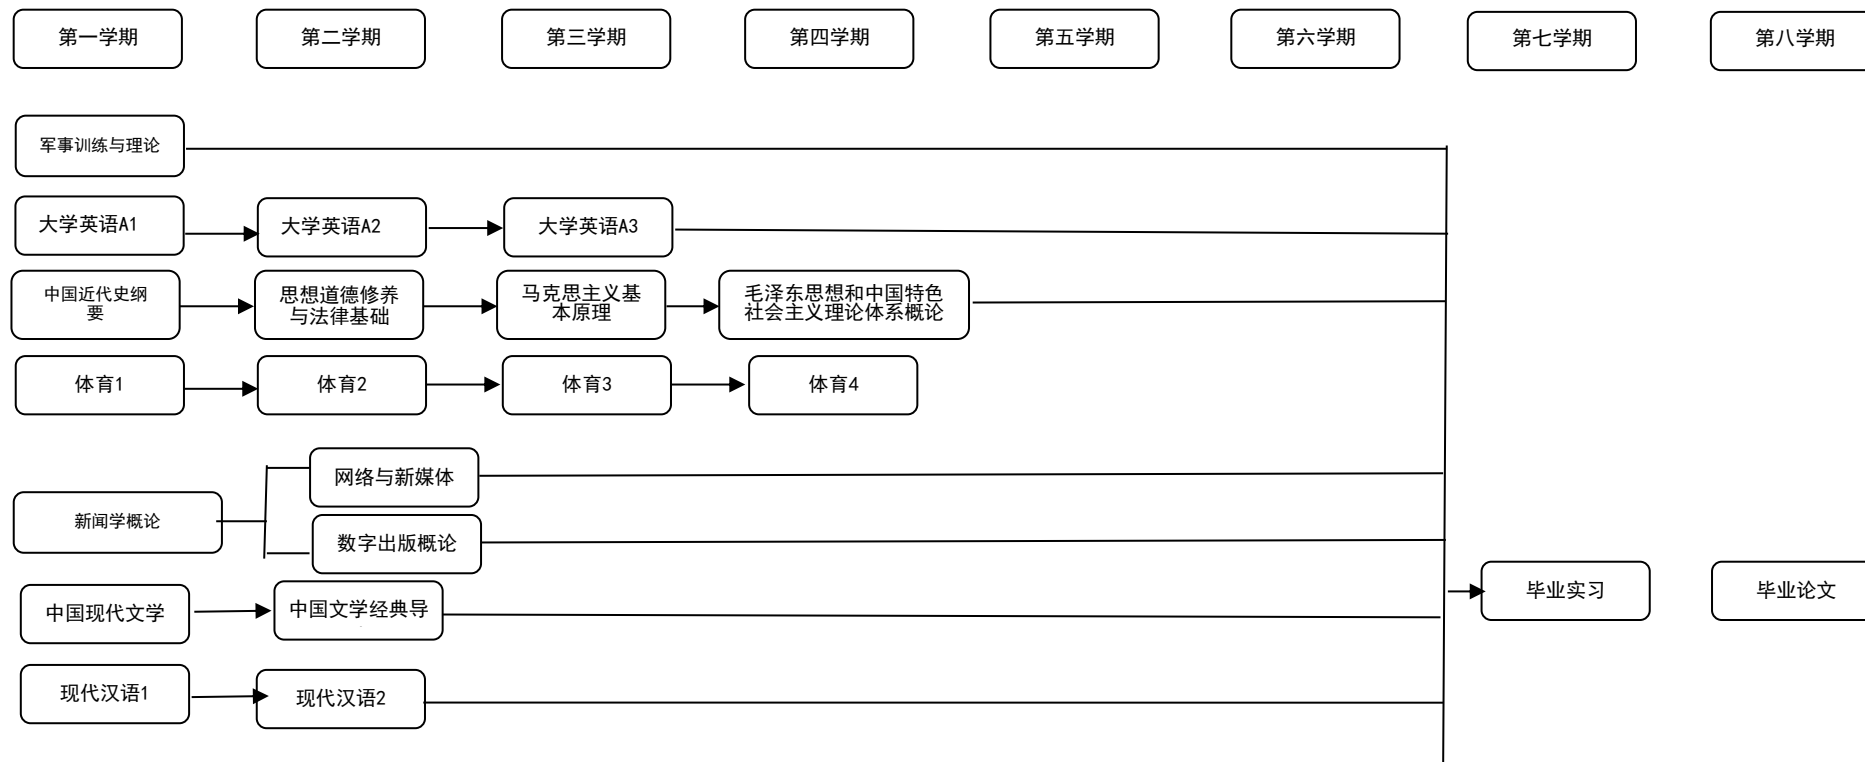 第一学期
第二学期
第三学期
第四学期
第五学期
第六学期
第七学期
第八学期
军事训练与理论
大学英语A1
大学英语A2
大学英语A3
中国近代史纲
要
思想道德修养
与法律基础
马克思主义基
本原理
毛泽东思想和中国特色
社会主义理论体系概论
体育1
体育2
体育3
体育4
网络与新媒体
新闻学概论
数字出版概论
毕业实习
毕业论文
中国现代文学
中国文学经典导
现代汉语1
现代汉语2